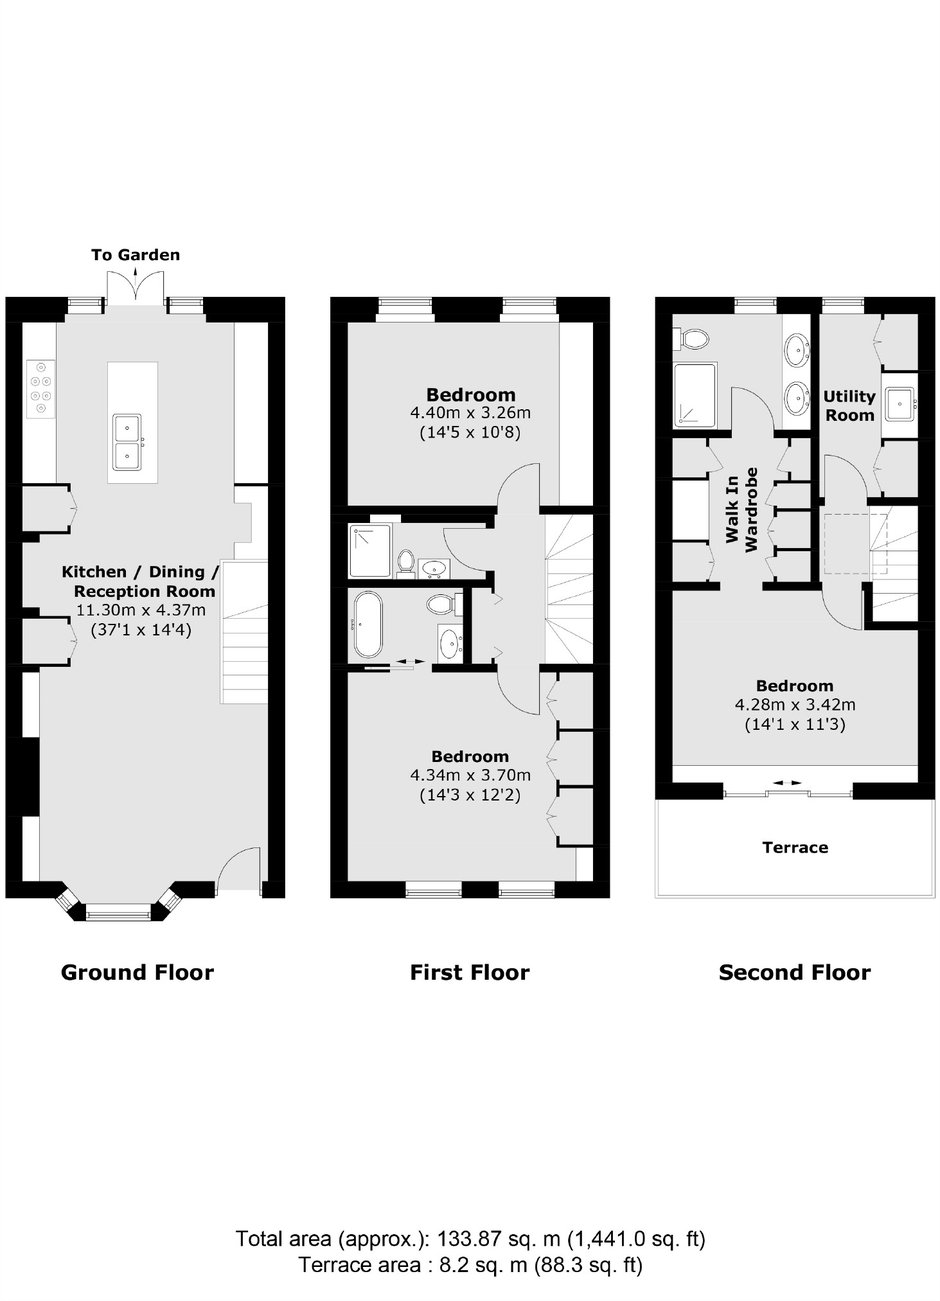 To Garden
Kitchen / Dining /
Reception Room
11.30m x 4.37m
(37'1 x 14'4)
Ground Floor
Bedroom
4.40m x 3.26m
(14'5 x 10'8)
Bedroom
4.34m x 3.70m
(14'3 x 12'2)
First Floor
Utility
Room
Walk In
Wardrobe
Bedroom
4.28m x 3.42m
(14'1 x 11'3)
Terrace
Second Floor
Total area (approx.): 133.87 sq. m (1,441.0 sq. ft)
Terrace area : 8.2 sq. m (88.3 sq. ft)